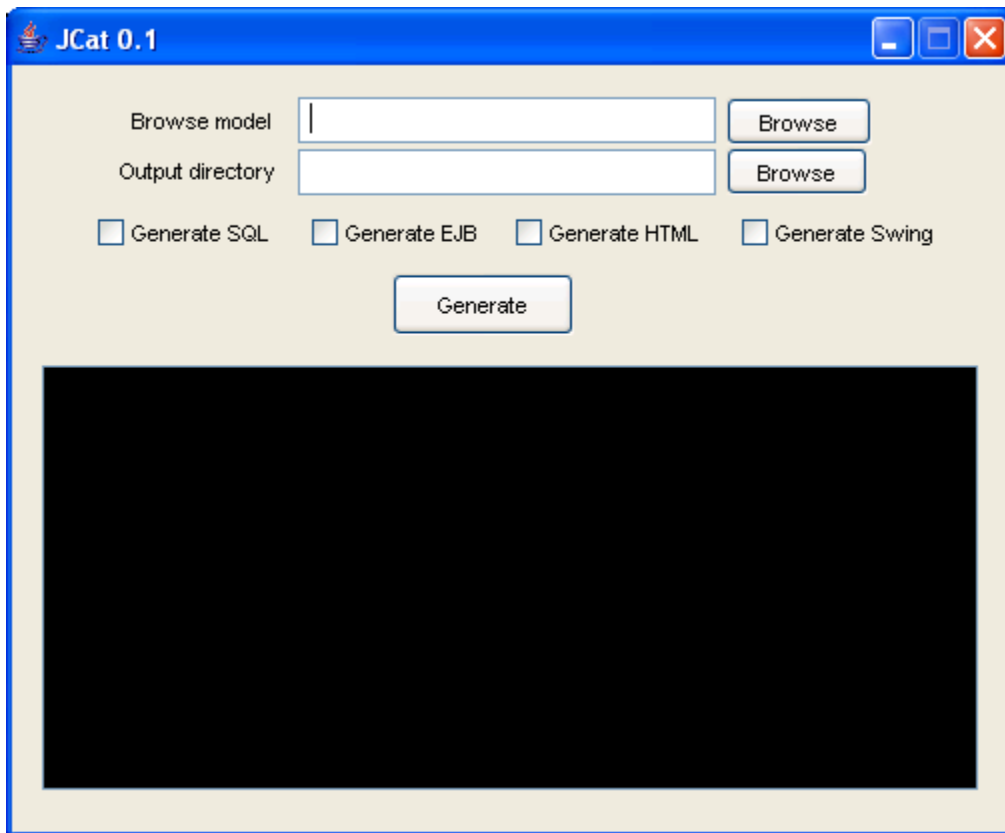 JCat 0.1
Browse model Browse
Output directory Browse
Generate SQL Generate EJB Generate HTML Generate Swing
Generate